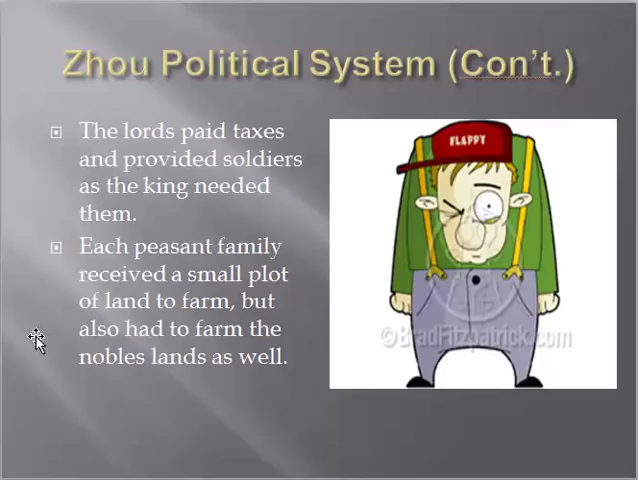 Zhou Political System (Con't.)
The lords paid taxes
and provided soldiers
as the king needed
them.
Each peasant family
received a small plot
of land to farm, but
also had to farm the
nobles lands as well.
FLAPPY
©BradFitzpatrick.com